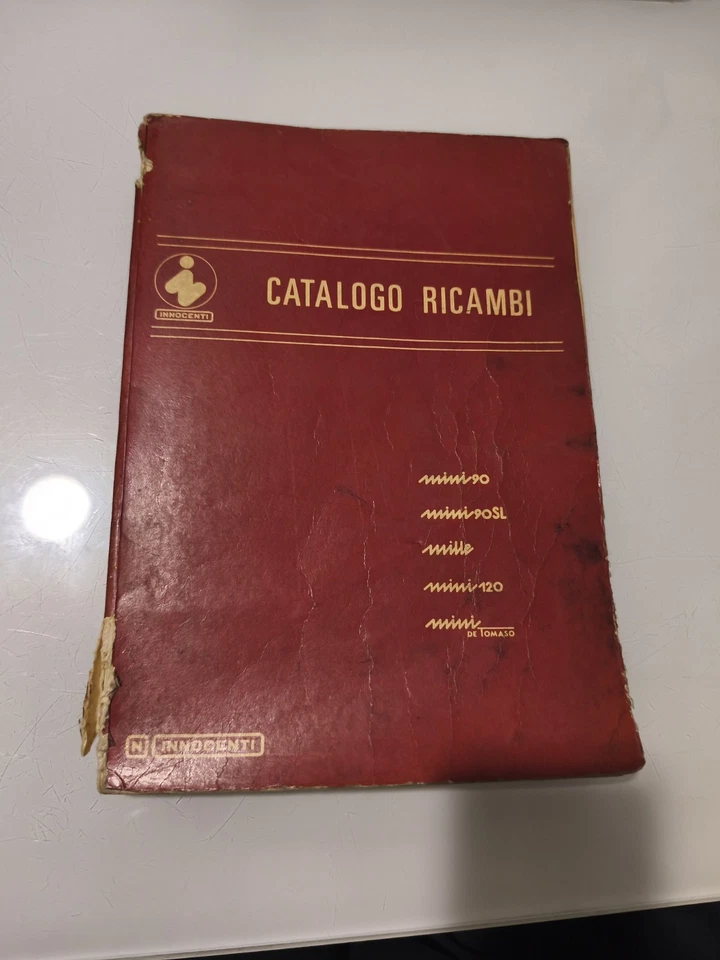 INNOCENTI
CATALOGO RICAMBI
mini 90
mini 90SL
mille
mini 120
mini
DE TOMASO
N INNOCENTI